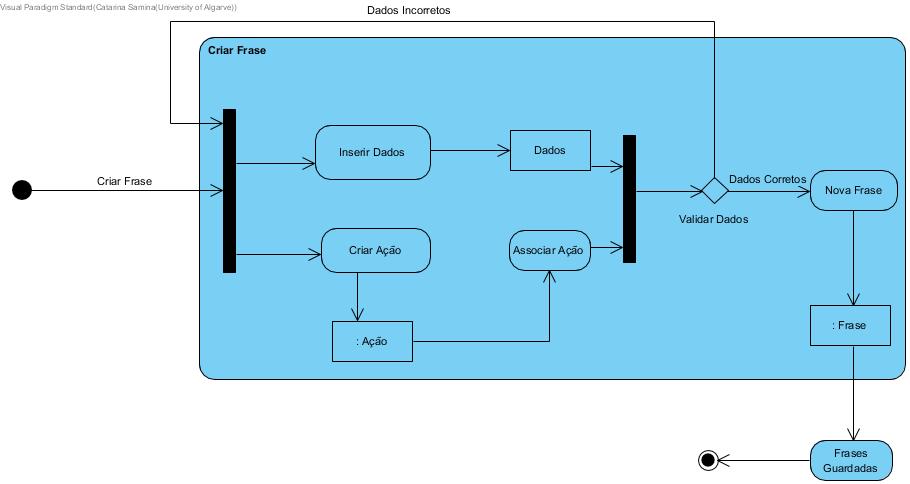 Visual Paradigm Standard(Catarina Samina(University of Algarve))
Dados Incorretos
Criar Frase
Inserir Dados
Dados
Criar Frase
Dados Corretos
Nova Frase
Validar Dados
Criar Ação
Associar Ação
: Ação
: Frase
Frases
Guardadas